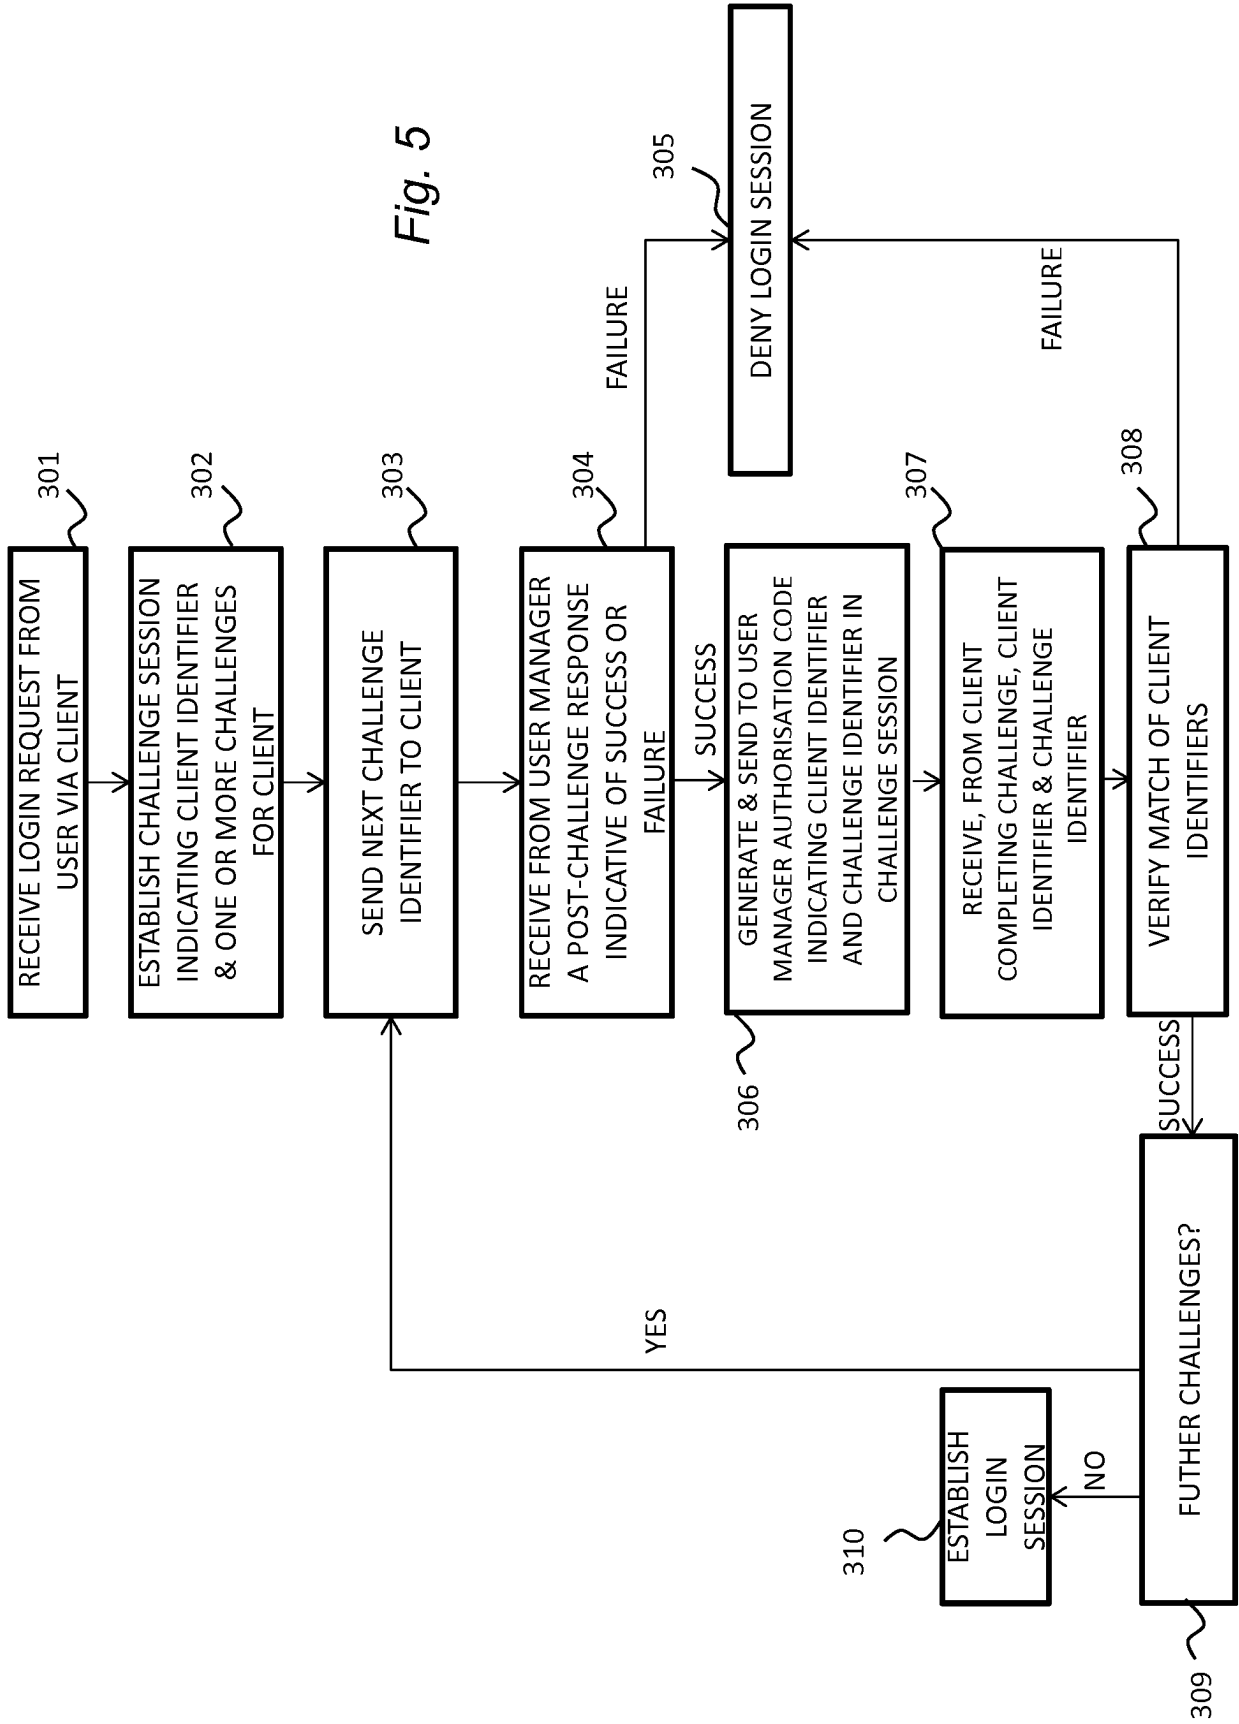 RECEIVE LOGIN REQUEST FROM
USER VIA CLIENT
301
ESTABLISH CHALLENGE SESSION
INDICATING CLIENT IDENTIFIER
& ONE OR MORE CHALLENGES
FOR CLIENT
302
SEND NEXT CHALLENGE
IDENTIFIER TO CLIENT
303
Fig. 5
RECEIVE FROM USER MANAGER
A POST-CHALLENGE RESPONSE
INDICATIVE OF SUCCESS OR
FAILURE
304
FAILURE
SUCCESS
305
DENY LOGIN SESSION
GENERATE & SEND TO USER
MANAGER AUTHORISATION CODE
INDICATING CLIENT IDENTIFIER
AND CHALLENGE IDENTIFIER IN
CHALLENGE SESSION
306
RECEIVE, FROM CLIENT
COMPLETING CHALLENGE, CLIENT
IDENTIFIER & CHALLENGE
IDENTIFIER
307
VERIFY MATCH OF CLIENT
IDENTIFIERS
308
FAILURE
SUCCESS
FUTHER CHALLENGES?
309
YES
NO
ESTABLISH
LOGIN
SESSION
310